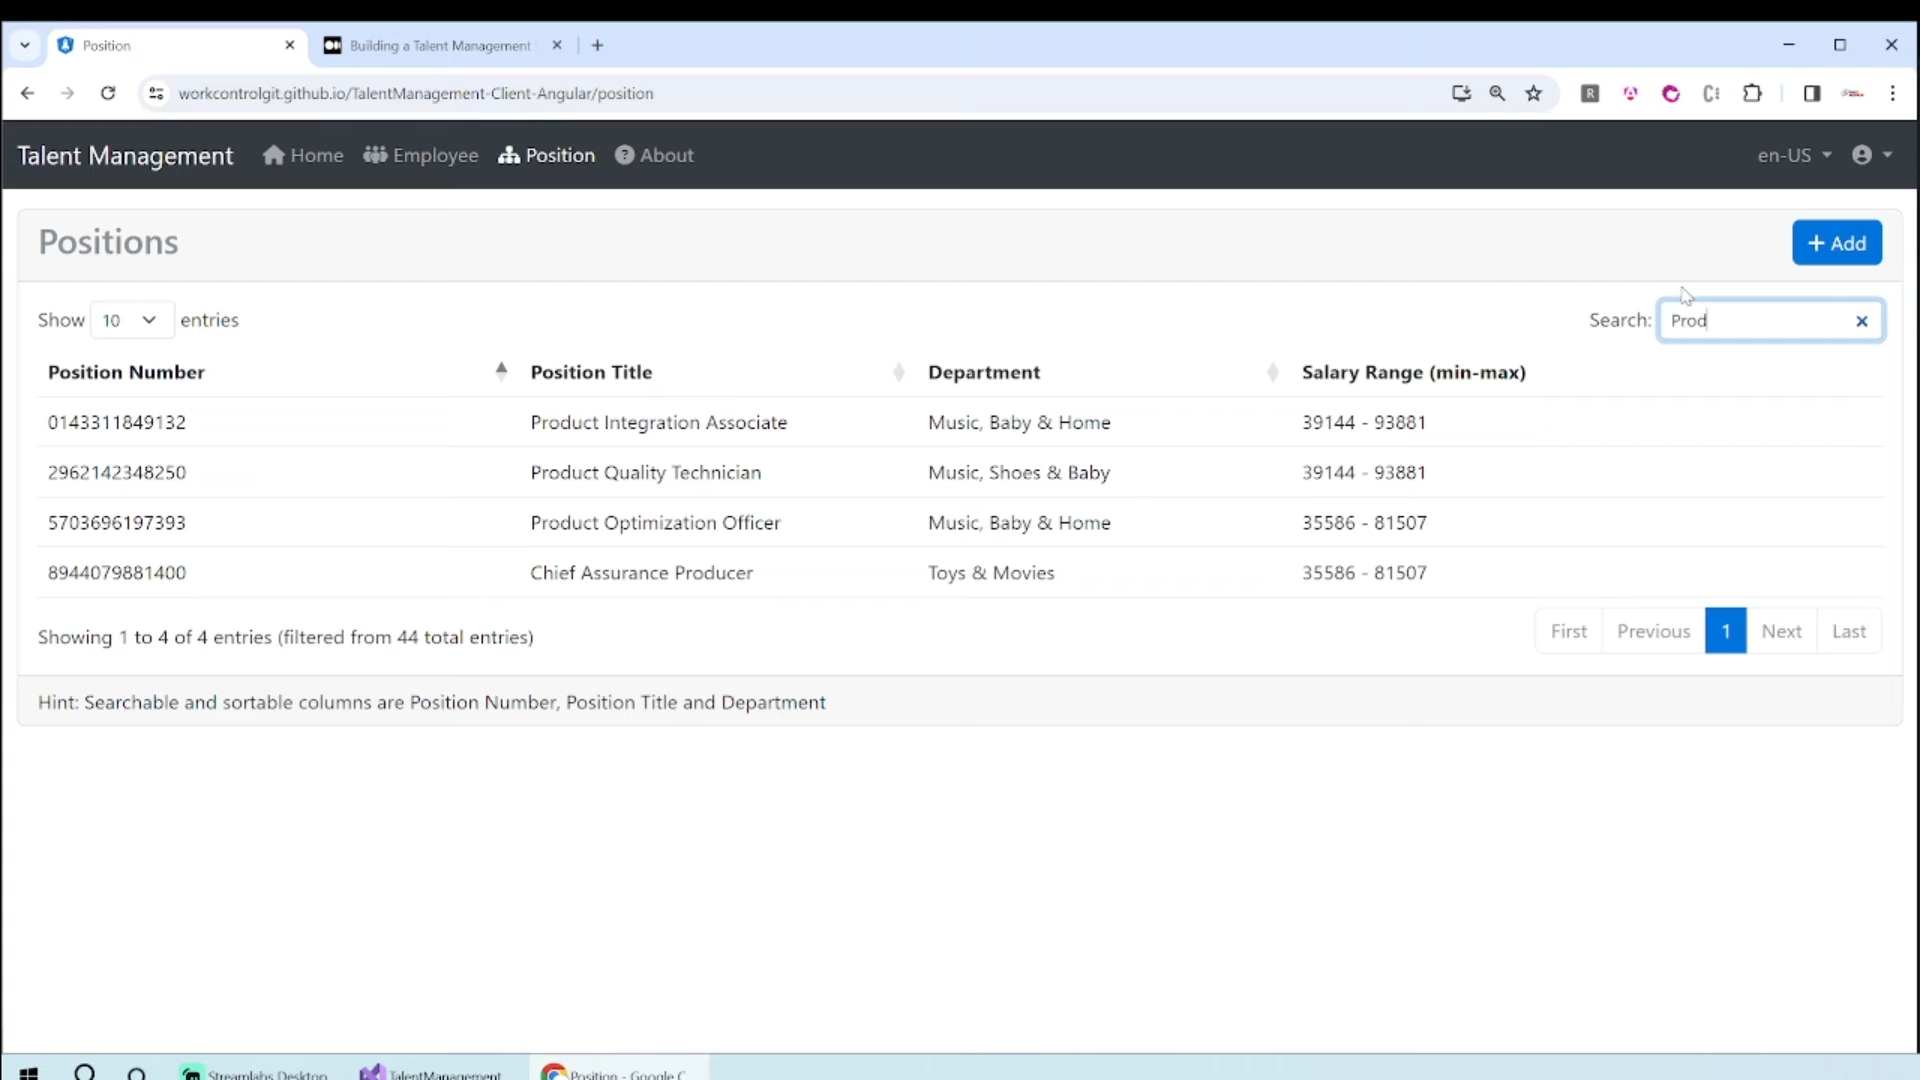 Position
Building a Talent Management
workcontrolgit.github.io/TalentManagement-Client-Angular/position
Talent Management Home Employee Position About en-US
Positions
+ Add
Show 10 entries
Search: Prod
Position Number Position Title Department Salary Range (min-max)
0143311849132 Product Integration Associate Music, Baby & Home 39144 - 93881
2962142348250 Product Quality Technician Music, Shoes & Baby 39144 - 93881
5703696197393 Product Optimization Officer Music, Baby & Home 35586 - 81507
8944079881400 Chief Assurance Producer Toys & Movies 35586 - 81507
Showing 1 to 4 of 4 entries (filtered from 44 total entries)
First Previous 1 Next Last
Hint: Searchable and sortable columns are Position Number, Position Title and Department
Streamlabs Desktop TalentManagement Position - Google C